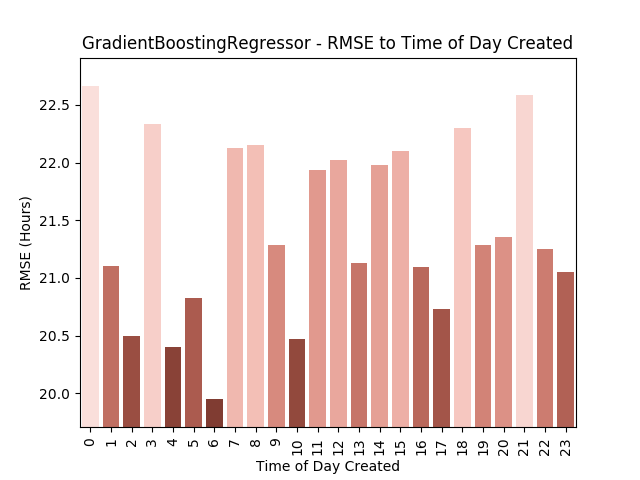 GradientBoostingRegressor - RMSE to Time of Day Created
RMSE (Hours)
22.5
22.0
21.5
21.0
20.5
20.0
0 1 2 3 4 5 6 7 8 9 10 11 12 13 14 15 16 17 18 19 20 21 22 23
Time of Day Created